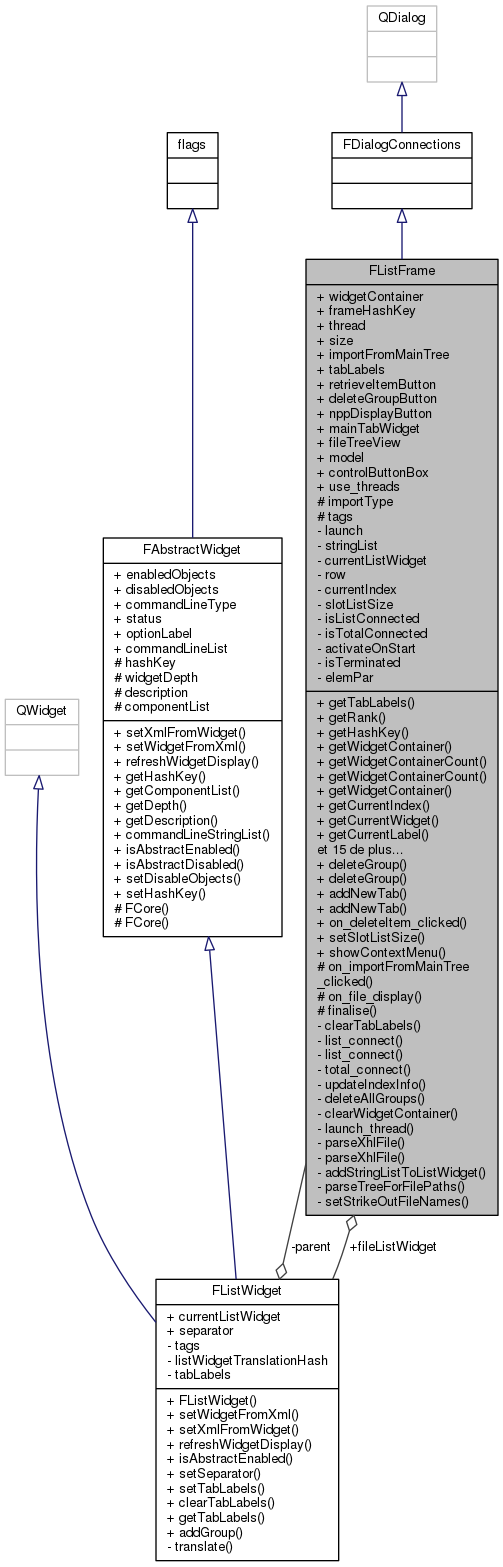 QDialog
flags
FDialogConnections
FListFrame
+ widgetContainer
+ frameHashKey
+ thread
+ size
+ importFromMainTree
+ tabLabels
+ retrieveItemButton
+ deleteGroupButton
+ nppDisplayButton
+ mainTabWidget
+ fileTreeView
+ model
+ controlButtonBox
+ use_threads
# importType
# tags
- launch
- stringList
- currentListWidget
- row
- currentIndex
- slotListSize
- isListConnected
- isTotalConnected
- activateOnStart
- isTerminated
- elemPar
+ getTabLabels()
+ getRank()
+ getHashKey()
+ getWidgetContainer()
+ getWidgetContainerCount()
+ getWidgetContainerCount()
+ getWidgetContainer()
+ getCurrentIndex()
+ getCurrentWidget()
+ getCurrentLabel()
et 15 de plus...
+ deleteGroup()
+ deleteGroup()
+ addNewTab()
+ addNewTab()
+ on_deleteItem_clicked()
+ setSlotListSize()
+ showContextMenu()
# on_importFromMainTree
_clicked()
# on_file_display()
# finalise()
- clearTabLabels()
- list_connect()
- list_connect()
- total_connect()
- updateIndexInfo()
- deleteAllGroups()
- clearWidgetContainer()
- launch_thread()
- parseXhlFile()
- parseXhlFile()
- addStringListToListWidget()
- parseTreeForFilePaths()
- setStrikeOutFileNames()
FAbstractWidget
+ enabledObjects
+ disabledObjects
+ commandLineType
+ status
+ optionLabel
+ commandLineList
# hashKey
# widgetDepth
# description
# componentList
+ setXmlFromWidget()
+ setWidgetFromXml()
+ refreshWidgetDisplay()
+ getHashKey()
+ getComponentList()
+ getDepth()
+ getDescription()
+ commandLineStringList()
+ isAbstractEnabled()
+ isAbstractDisabled()
+ setDisableObjects()
+ setHashKey()
# FCore()
# FCore()
QWidget
-parent
+fileListWidget
FListWidget
+ currentListWidget
+ separator
- tags
- listWidgetTranslationHash
- tabLabels
+ FListWidget()
+ setWidgetFromXml()
+ setXmlFromWidget()
+ refreshWidgetDisplay()
+ isAbstractEnabled()
+ setSeparator()
+ setTabLabels()
+ clearTabLabels()
+ getTabLabels()
+ addGroup()
- translate()